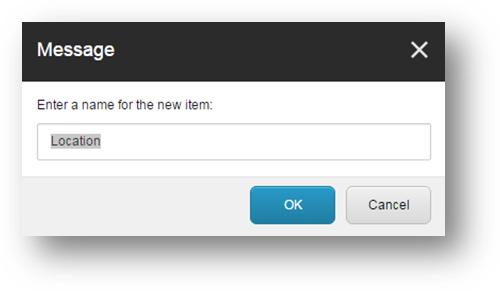 Message
Enter a name for the new item:
Location
OK
Cancel